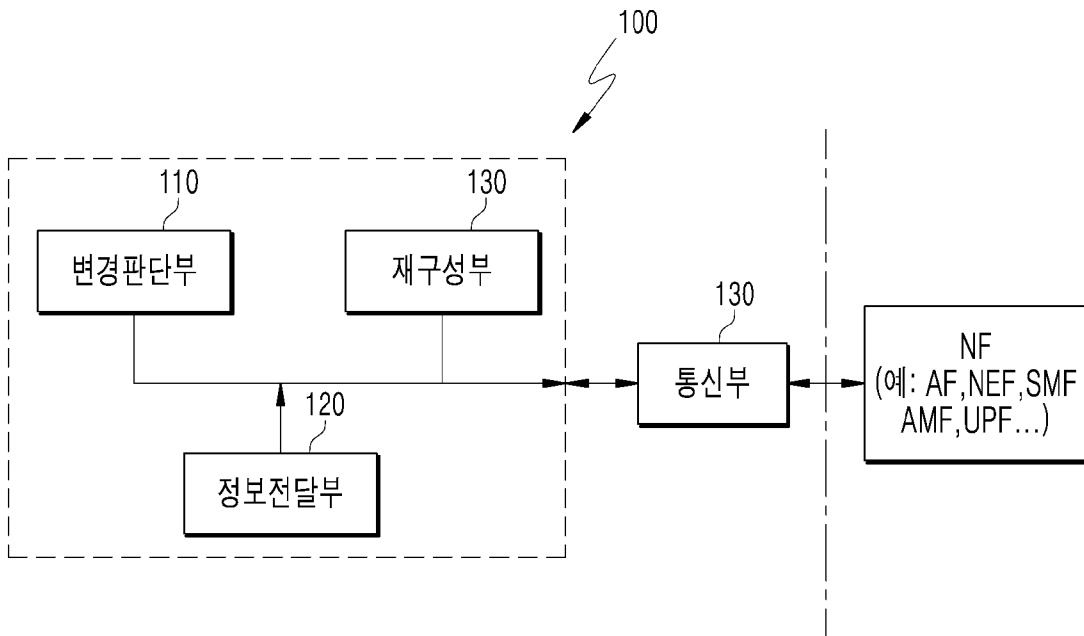 100
110
130
변경판단부
재구성부
130
통신부
NF
(예: AF,NEF,SMF
AMF,UPF...)
120
정보전달부